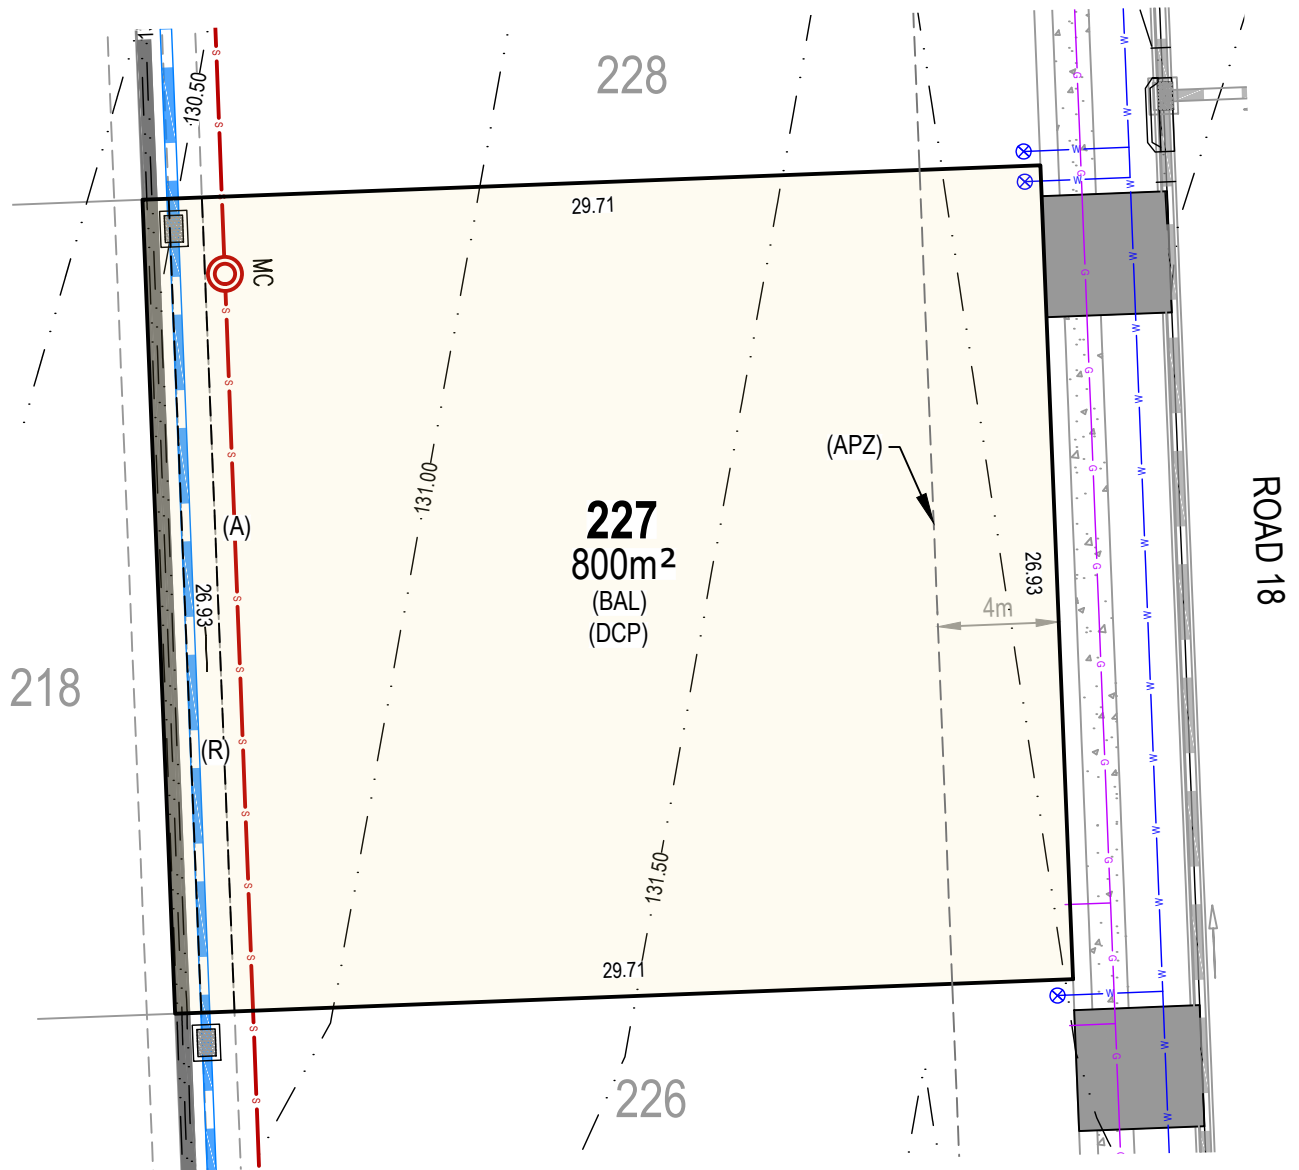 228
130.50
29.71
MC
(APZ)
131.00
227
800m²
(BAL)
(DCP)
(A)
26.93
26.93
4m
ROAD 18
218
(R)
131.50
29.71
226